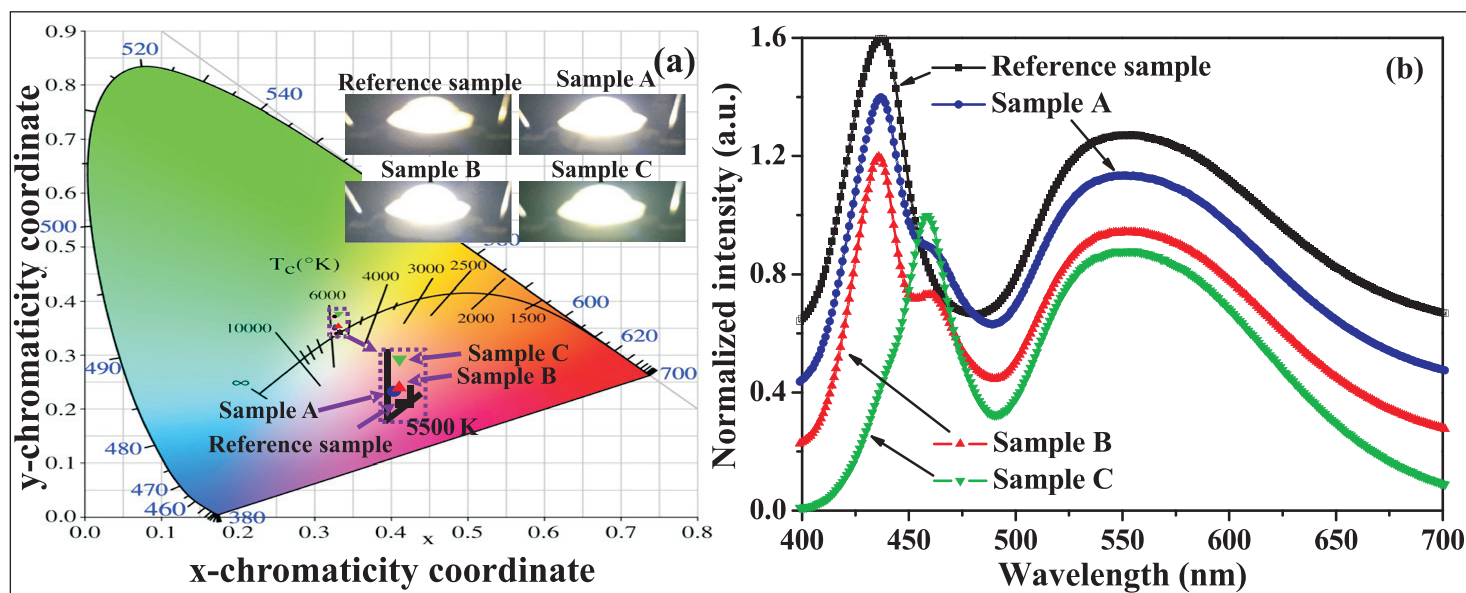 (a)
Reference sample
Sample A
Sample B
Sample C
y-chromaticity coordinate
0.9
0.8
0.7
0.6
0.5
0.4
0.3
0.2
0.1
0.0
0.0
0.1
0.2
0.3
0.4
0.5
0.6
0.7
0.8
x
x-chromaticity coordinate
520
540
500
490
480
470
460
380
600
620
700
T_C(°K)
∞
10000
6000
4000
3000
2500
2000
1500
Sample C
Sample B
Sample A
5500 K
Reference sample
(b)
Reference sample
Sample A
Sample B
Sample C
Normalized intensity (a.u.)
1.6
1.2
0.8
0.4
0.0
400
450
500
550
600
650
700
Wavelength (nm)